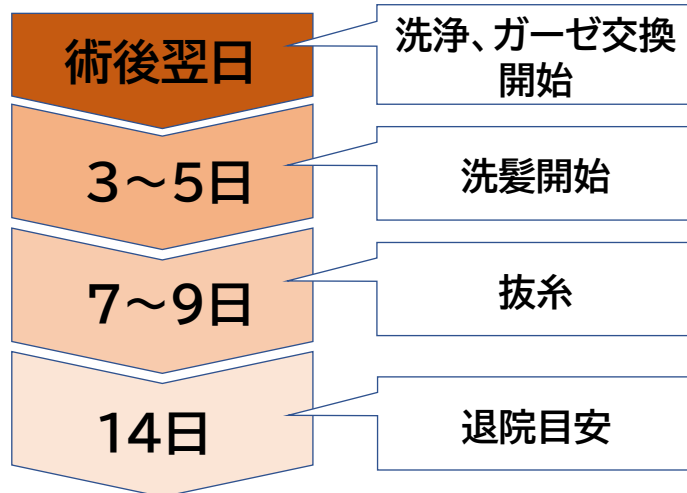 術後翌日
洗浄、ガーゼ交換
開始
3～5日
洗髪開始
7～9日
抜糸
14日
退院目安